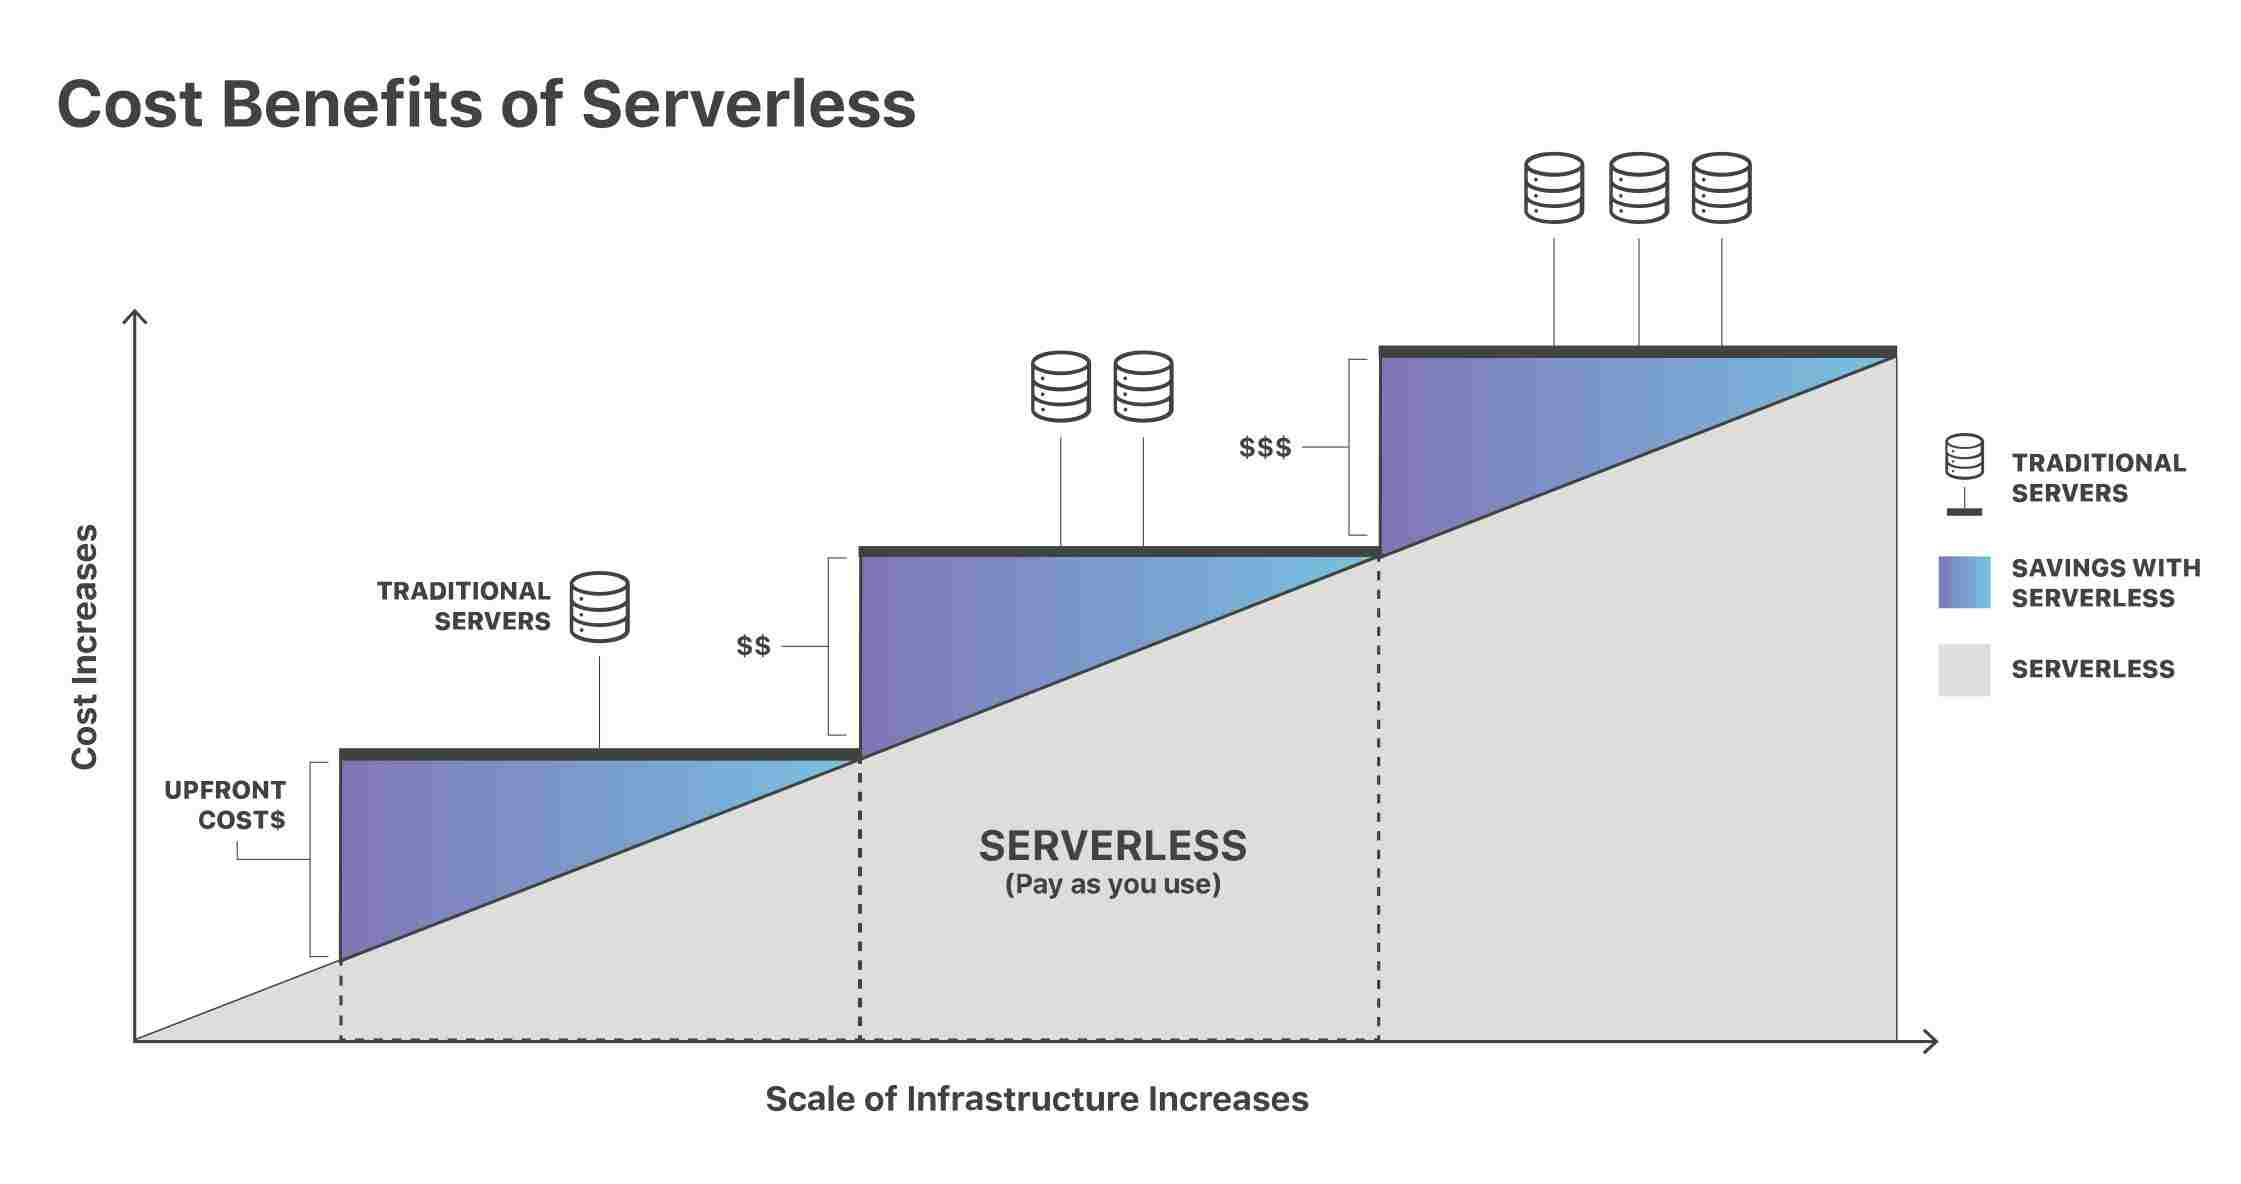 Cost Benefits of Serverless
Cost Increases
TRADITIONAL
SERVERS
UPFRONT
COST$
$$
$$$
SERVERLESS
(Pay as you use)
Scale of Infrastructure Increases
TRADITIONAL
SERVERS
SAVINGS WITH
SERVERLESS
SERVERLESS